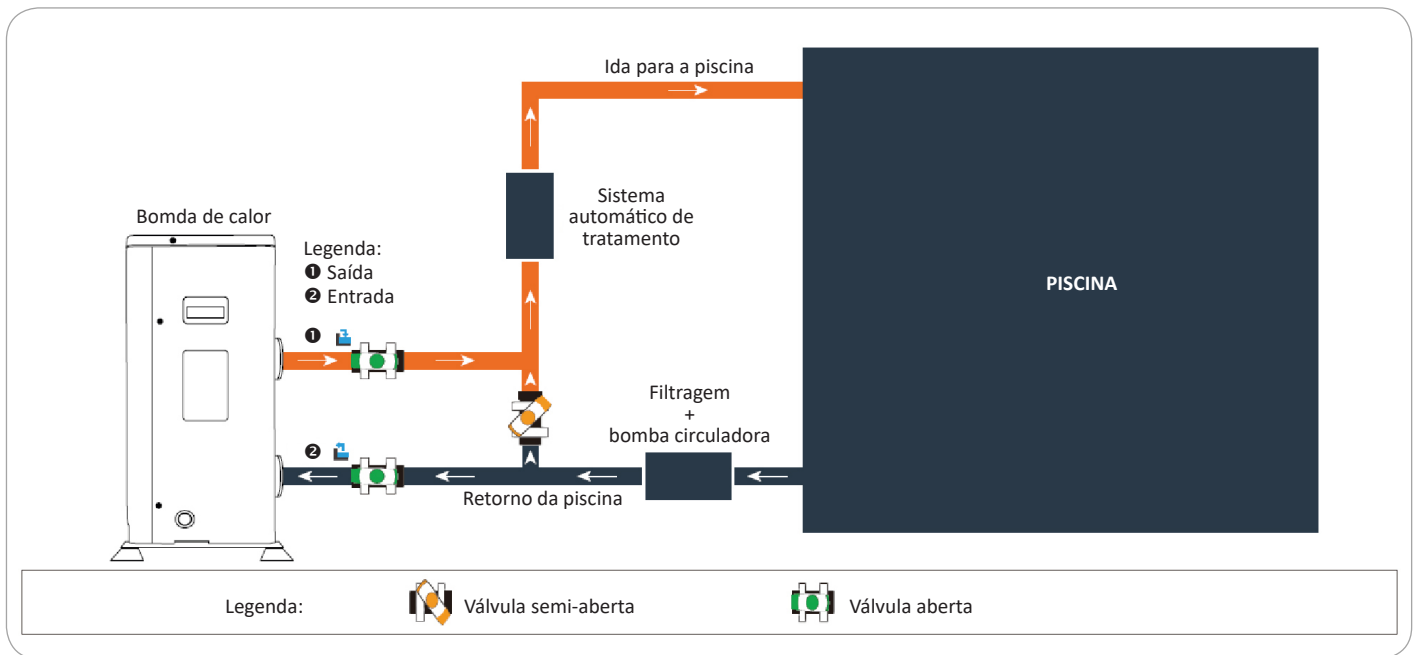 Ida para a piscina
Bomda de calor
Legenda:
❶ Saída
❷ Entrada
Sistema
automático de
tratamento
PISCINA
❶
Filtragem
+
bomba circuladora
❷
Retorno da piscina
Legenda:
Válvula semi-aberta
Válvula aberta